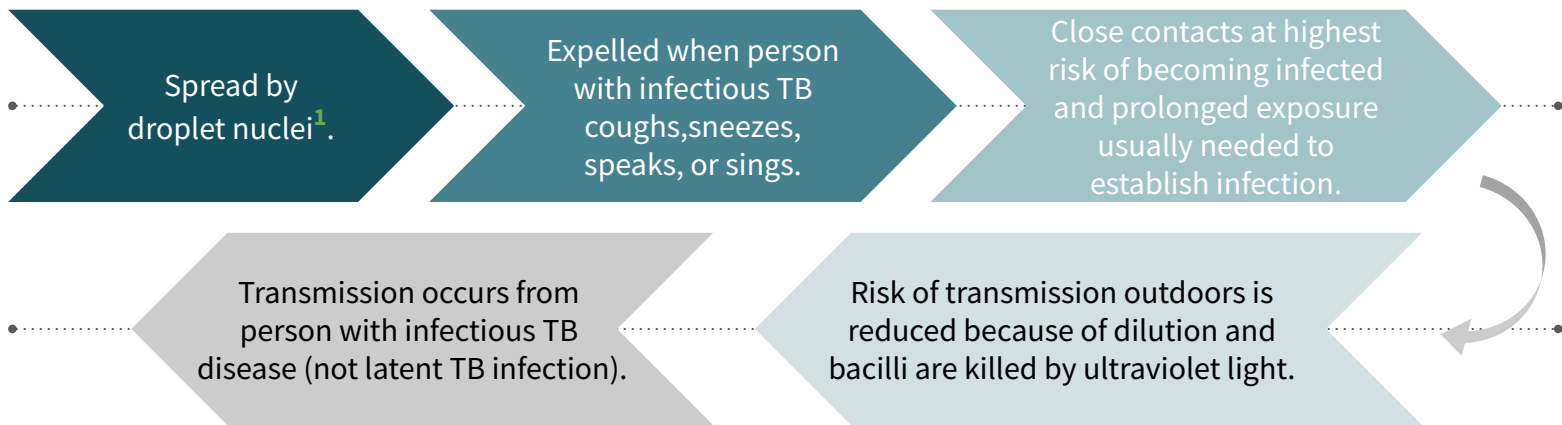 Spread by
droplet nuclei¹.
Expelled when person
with infectious TB
coughs,sneezes,
speaks, or sings.
Close contacts at highest
risk of becoming infected
and prolonged exposure
usually needed to
establish infection.
Risk of transmission outdoors is
reduced because of dilution and
bacilli are killed by ultraviolet light.
Transmission occurs from
person with infectious TB
disease (not latent TB infection).